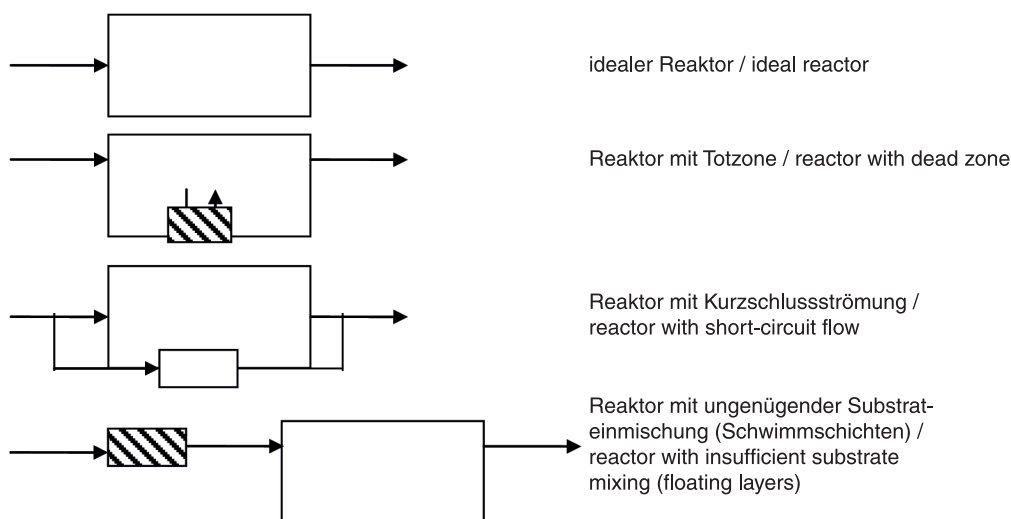 idealer Reaktor / ideal reactor
Reaktor mit Totzone / reactor with dead zone
Reaktor mit Kurzschlussströmung /
reactor with short-circuit flow
Reaktor mit ungenügender Substrat-
einmischung (Schwimmschichten) /
reactor with insufficient substrate
mixing (floating layers)